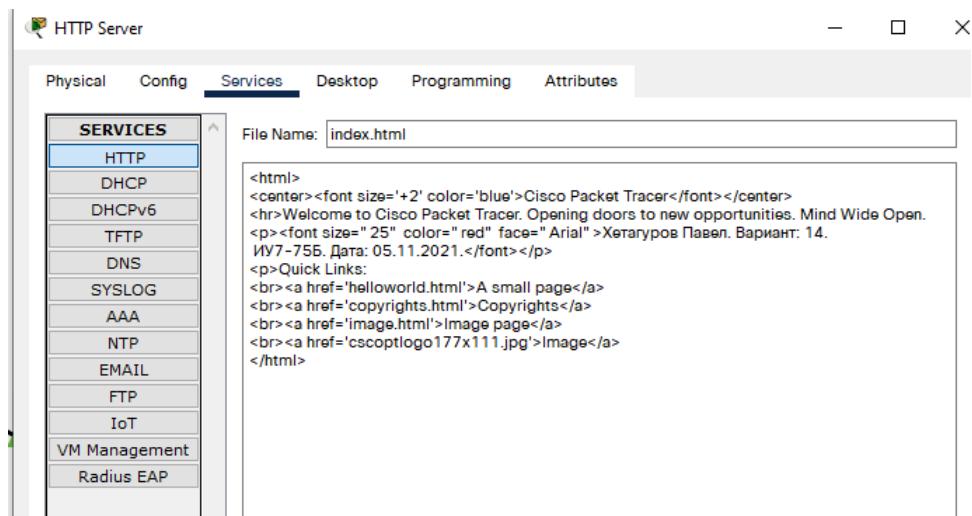 HTTP Server
Physical Config Services Desktop Programming Attributes
SERVICES
HTTP
DHCP
DHCPv6
TFTP
DNS
SYSLOG
AAA
NTP
EMAIL
FTP
IoT
VM Management
Radius EAP
File Name: index.html
<html>
<center><font size='+2' color='blue'>Cisco Packet Tracer</font></center>
<hr>Welcome to Cisco Packet Tracer. Opening doors to new opportunities. Mind Wide Open.
<p><font size="25" color="red" face="Arial">Хетагуров Павел. Вариант: 14.
ИУ7-75Б. Дата: 05.11.2021.</font></p>
<p>Quick Links:
<br><a href='helloworld.html'>A small page</a>
<br><a href='copyrights.html'>Copyrights</a>
<br><a href='image.html'>Image page</a>
<br><a href='cscoptlogo177x111.jpg'>Image</a>
</html>